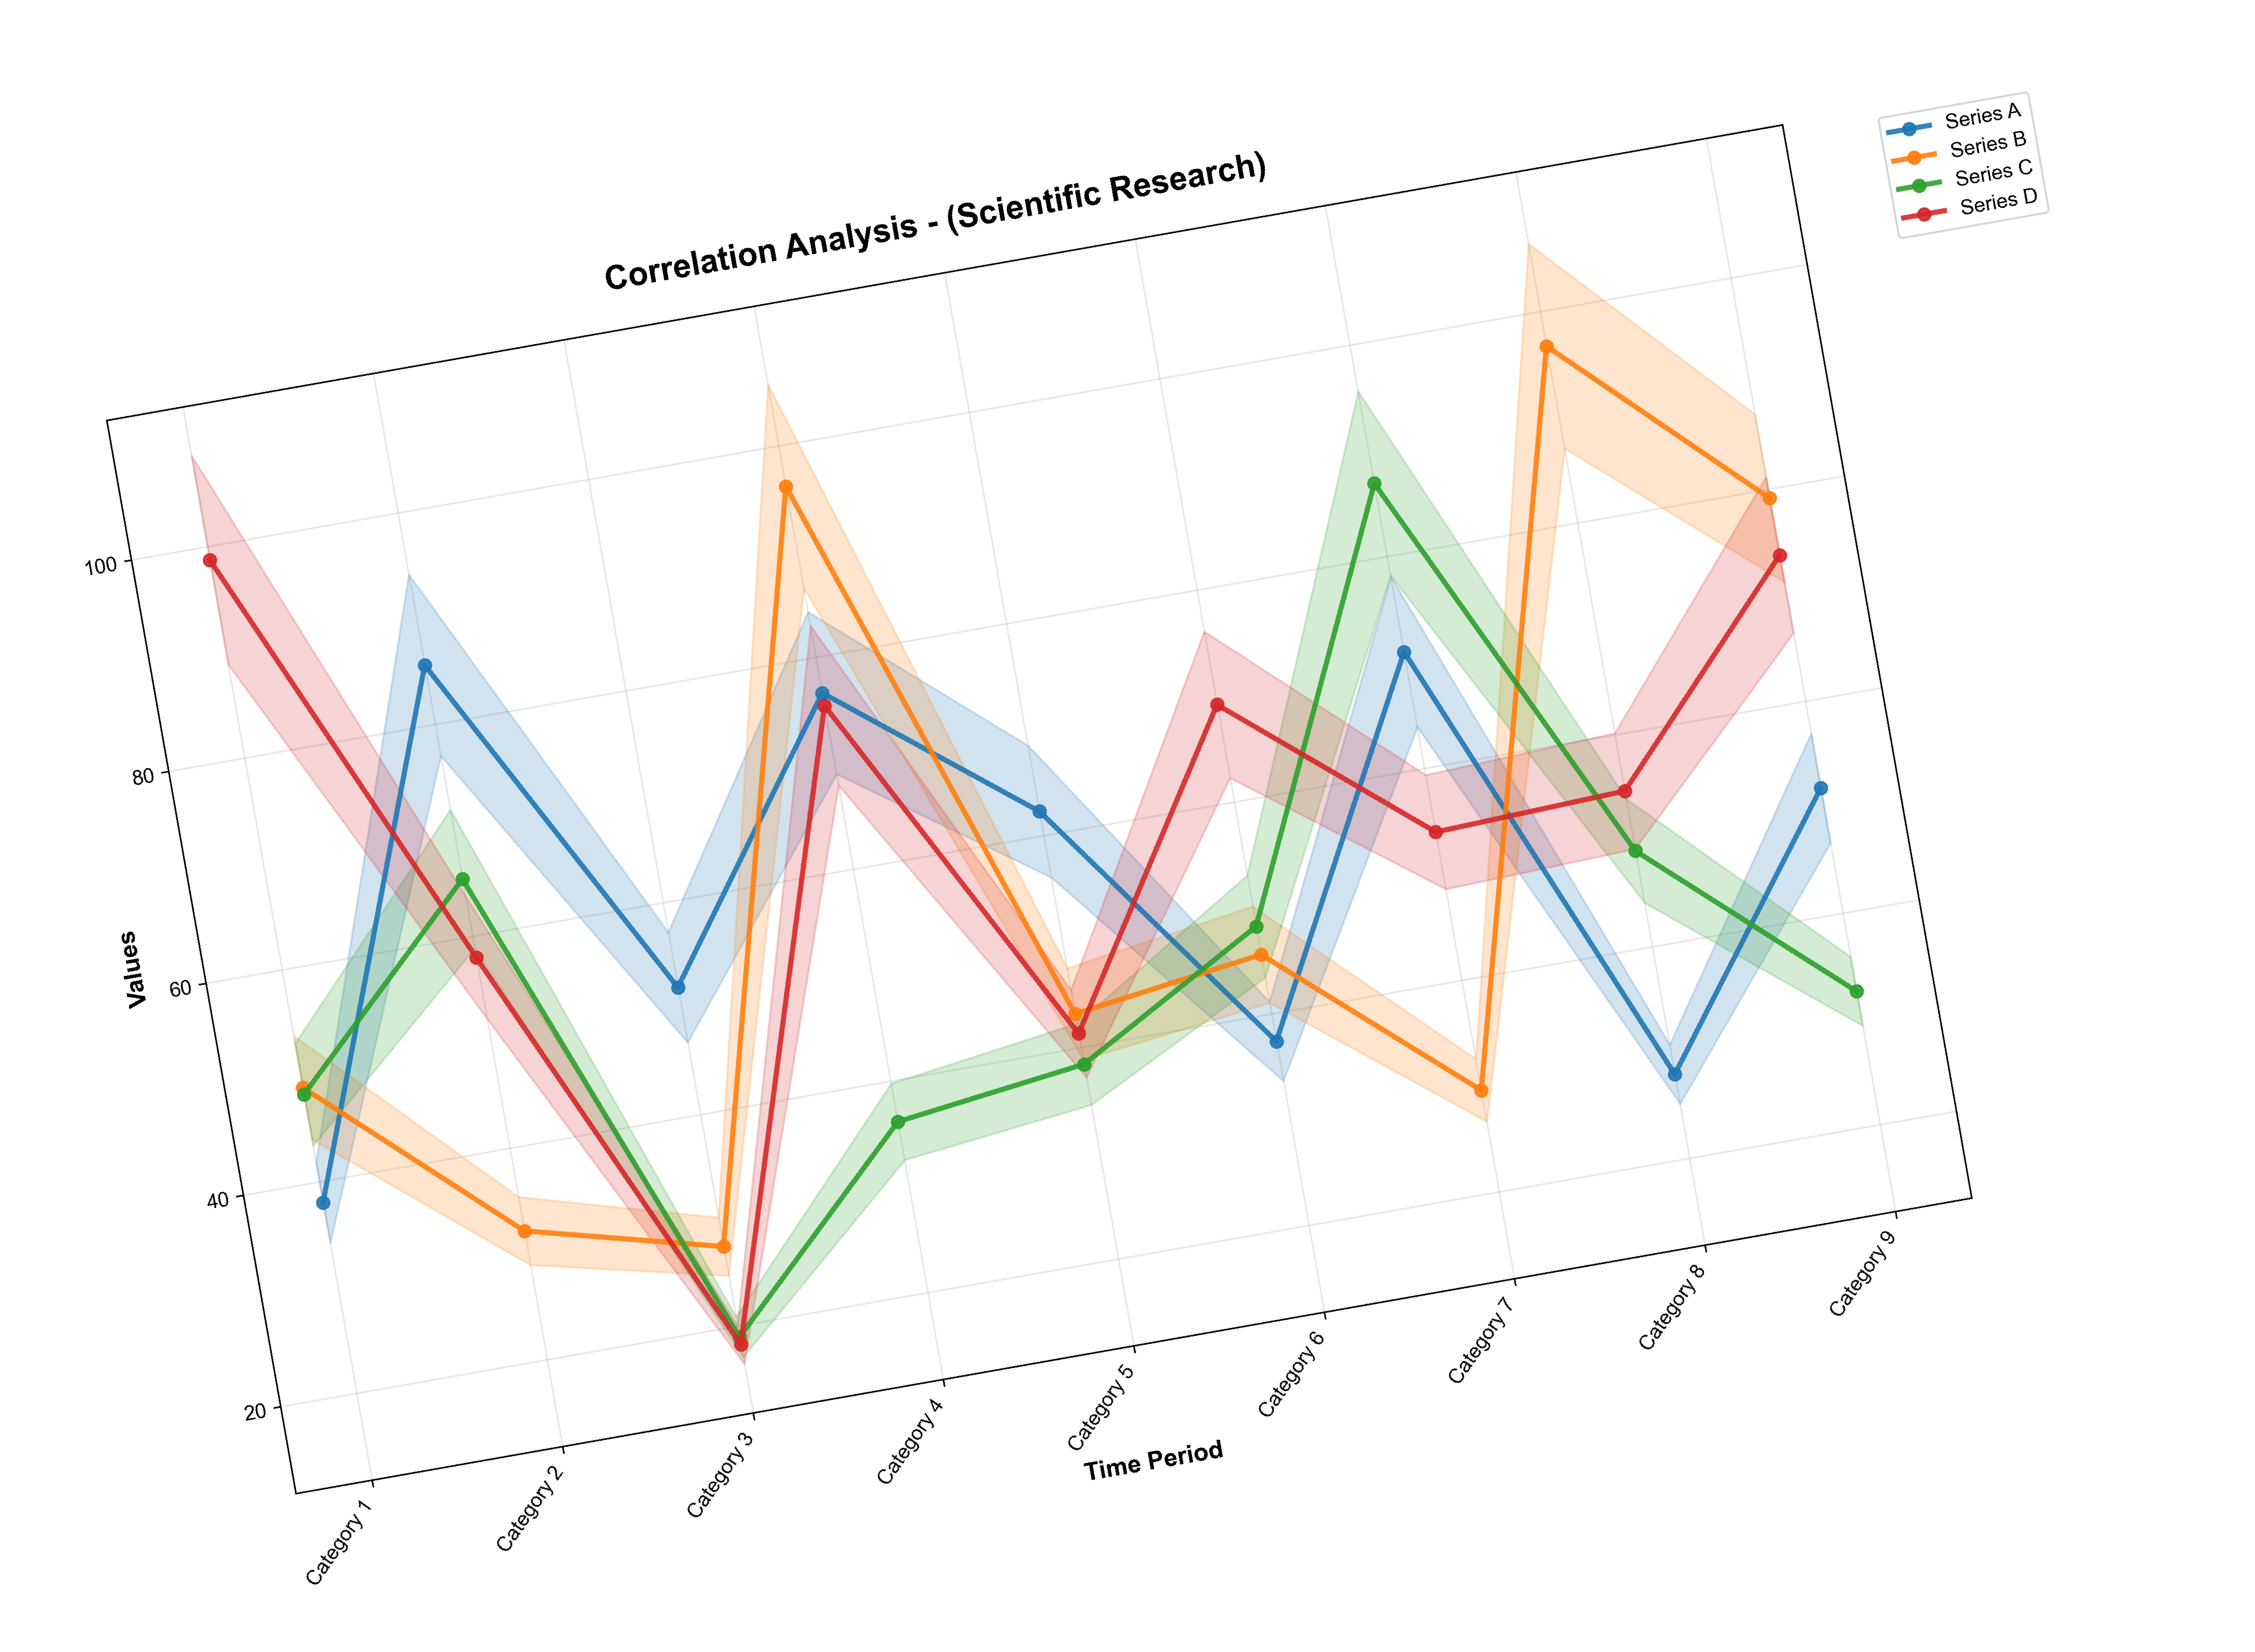 Correlation Analysis - (Scientific Research)
Series A
Series B
Series C
Series D
Values
100
80
60
40
20
Category 1
Category 2
Category 3
Category 4
Category 5
Category 6
Category 7
Category 8
Category 9
Time Period